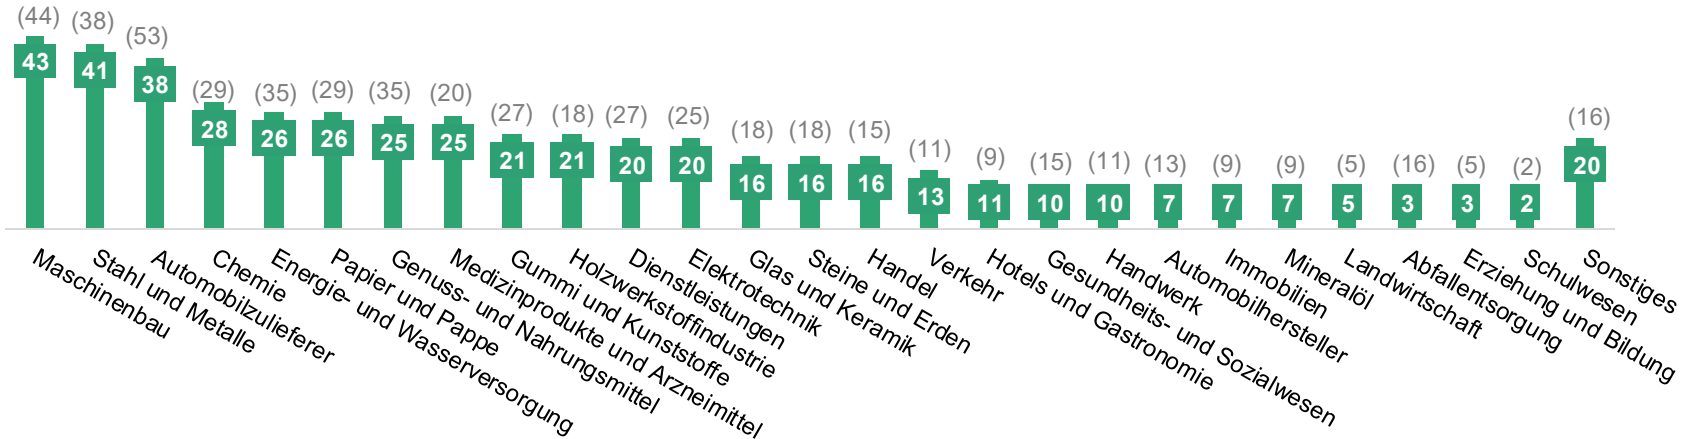 (44) (38) (53) (29) (35) (29) (35) (20) (27) (18) (27) (25) (18) (18) (15) (11) (9) (15) (11) (13) (9) (9) (5) (16) (5) (2) (16)
43 41 38 28 26 26 25 25 21 21 20 20 16 16 16 13 11 10 10 7 7 7 5 3 3 2 20
Maschinenbau
Stahl und Metalle
Automobilzulieferer
Chemie
Energie- und Wasserversorgung
Papier und Pappe
Genuss- und Nahrungsmittel
Medizinprodukte und Arzneimittel
Gummi und Kunststoffe
Holzwerkstoffindustrie
Dienstleistungen
Elektrotechnik
Glas und Keramik
Steine und Erden
Handel
Verkehr
Hotels und Gastronomie
Gesundheits- und Sozialwesen
Handwerk
Automobilhersteller
Immobilien
Mineralöl
Landwirtschaft
Abfallentsorgung
Erziehung und Bildung
Schulwesen
Sonstiges